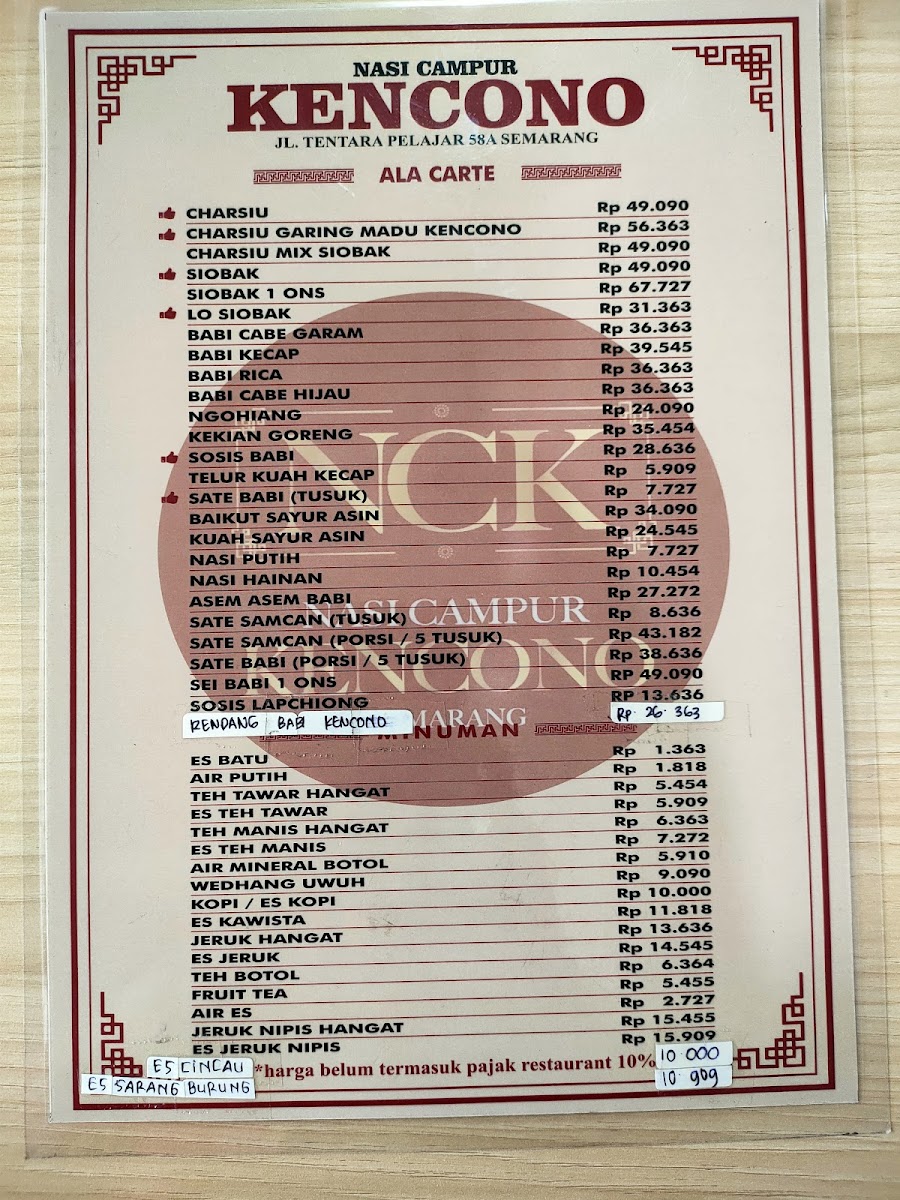 NASI CAMPUR
KENCONO
JL. TENTARA PELAJAR 58A SEMARANG
ALA CARTE
CHARSIU Rp 49.090
CHARSIU GARING MADU KENCONO Rp 56.363
CHARSIU MIX SIOBAK Rp 49.090
SIOBAK Rp 49.090
SIOBAK 1 ONS Rp 67.727
LO SIOBAK Rp 31.363
BABI CABE GARAM Rp 36.363
BABI KECAP Rp 39.545
BABI RICA Rp 36.363
BABI CABE HIJAU Rp 36.363
NGOHIANG Rp 24.090
KEKIAN GORENG Rp 35.454
SOSIS BABI Rp 28.636
TELUR KUAH KECAP Rp 5.909
SATE BABI (TUSUK) Rp 7.727
BAIKUT SAYUR ASIN Rp 34.090
KUAH SAYUR ASIN Rp 24.545
NASI PUTIH Rp 7.727
NASI HAINAN Rp 10.454
ASEM ASEM BABI Rp 27.272
SATE SAMCAN (TUSUK) Rp 8.636
SATE SAMCAN (PORSI / 5 TUSUK) Rp 43.182
SATE BABI (PORSI / 5 TUSUK) Rp 38.636
SEI BABI 1 ONS RP 49.090
SOSIS LAPCHIONG RP 13.636
RENDANG BABI KENCONO Rp. 26.363
NCK
NASI CAMPUR
KENCONO
MARANG
MINUMAN
ES BATU Rp 1.363
AIR PUTIH Rp 1.818
TEH TAWAR HANGAT Rp 5.454
ES TEH TAWAR Rp 5.909
TEH MANIS HANGAT Rp 6.363
ES TEH MANIS Rp 7.272
AIR MINERAL BOTOL Rp 5.910
WEDHANG UWUH Rp 9.090
KOPI / ES KOPI Rp 10.000
ES KAWISTA Rp 11.818
JERUK HANGAT Rp 13.636
ES JERUK Rp 14.545
TEH BOTOL Rp 6.364
FRUIT TEA Rp 5.455
AIR ES Rp 2.727
JERUK NIPIS HANGAT Rp 15.455
ES JERUK NIPIS Rp 15.909
ES CINCAU 10.000
*harga belum termasuk pajak restaurant 10%
ES SARANG BURUNG 10.909